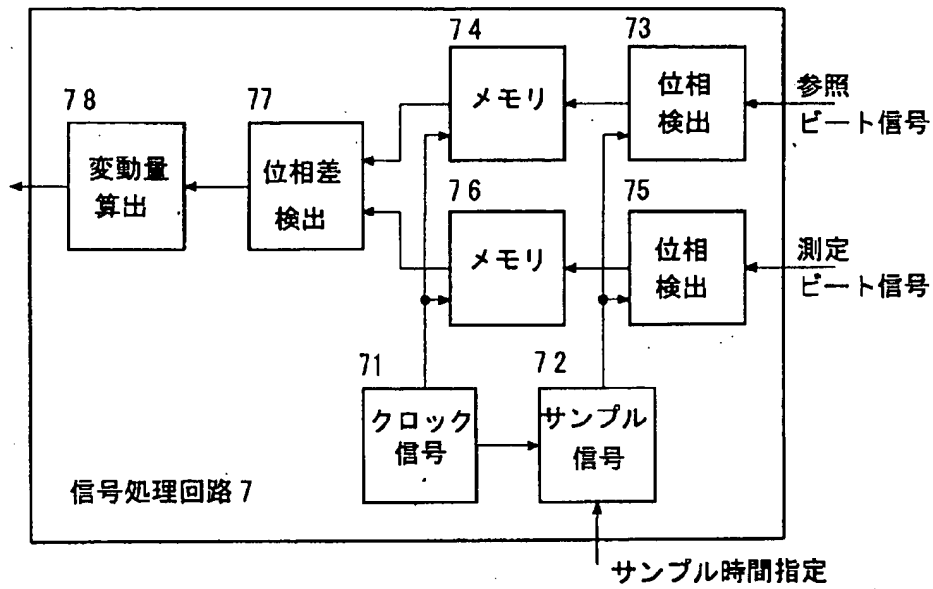 74
73
メモリ
位相
検出
参照
ビート信号
78
77
変動量
算出
位相差
検出
76
75
メモリ
位相
検出
測定
ビート信号
71
72
クロック
信号
サンプル
信号
信号処理回路7
サンプル時間指定